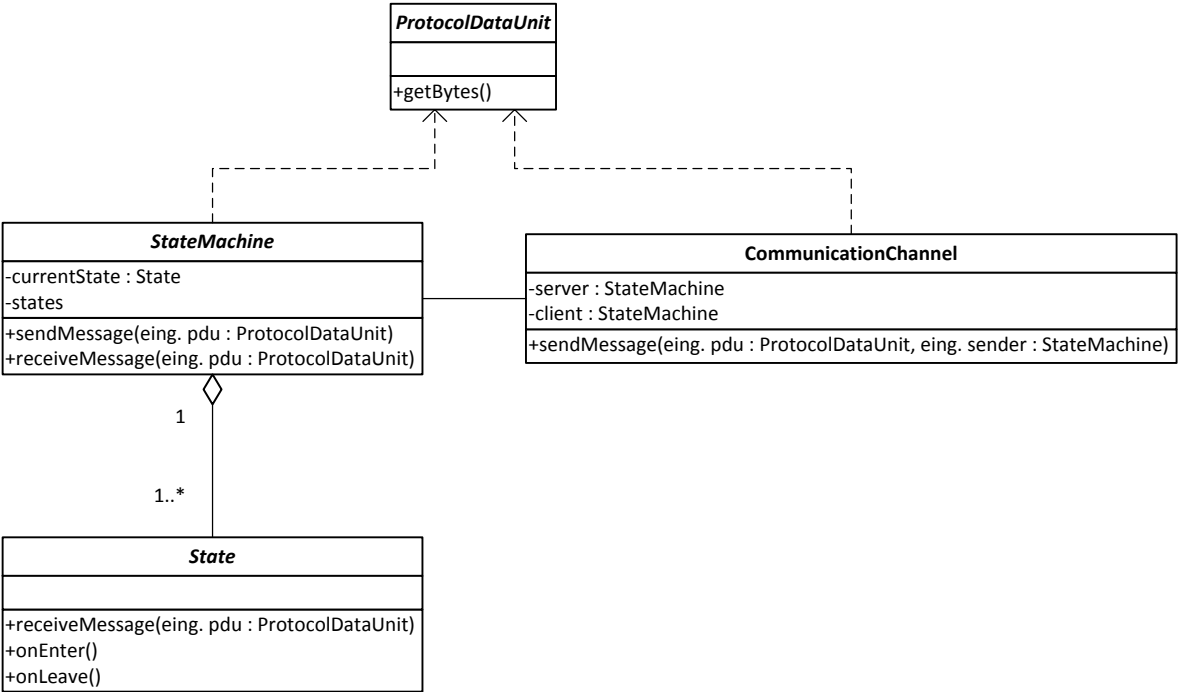 ProtocolDataUnit
+getBytes()
StateMachine
-currentState : State
-states
+sendMessage(eing. pdu : ProtocolDataUnit)
+receiveMessage(eing. pdu : ProtocolDataUnit)
CommunicationChannel
-server : StateMachine
-client : StateMachine
+sendMessage(eing. pdu : ProtocolDataUnit, eing. sender : StateMachine)
1
1..*
State
+receiveMessage(eing. pdu : ProtocolDataUnit)
+onEnter()
+onLeave()